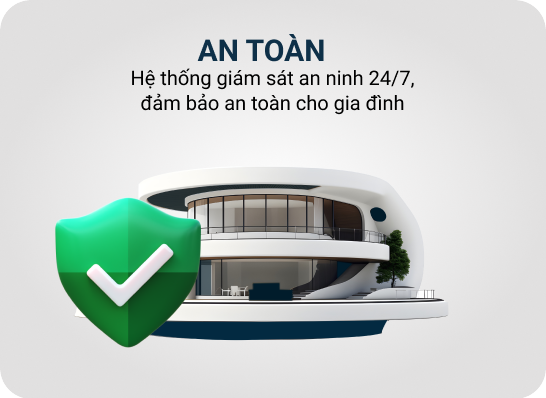 AN TOÀN
Hệ thống giám sát an ninh 24/7,
đảm bảo an toàn cho gia đình